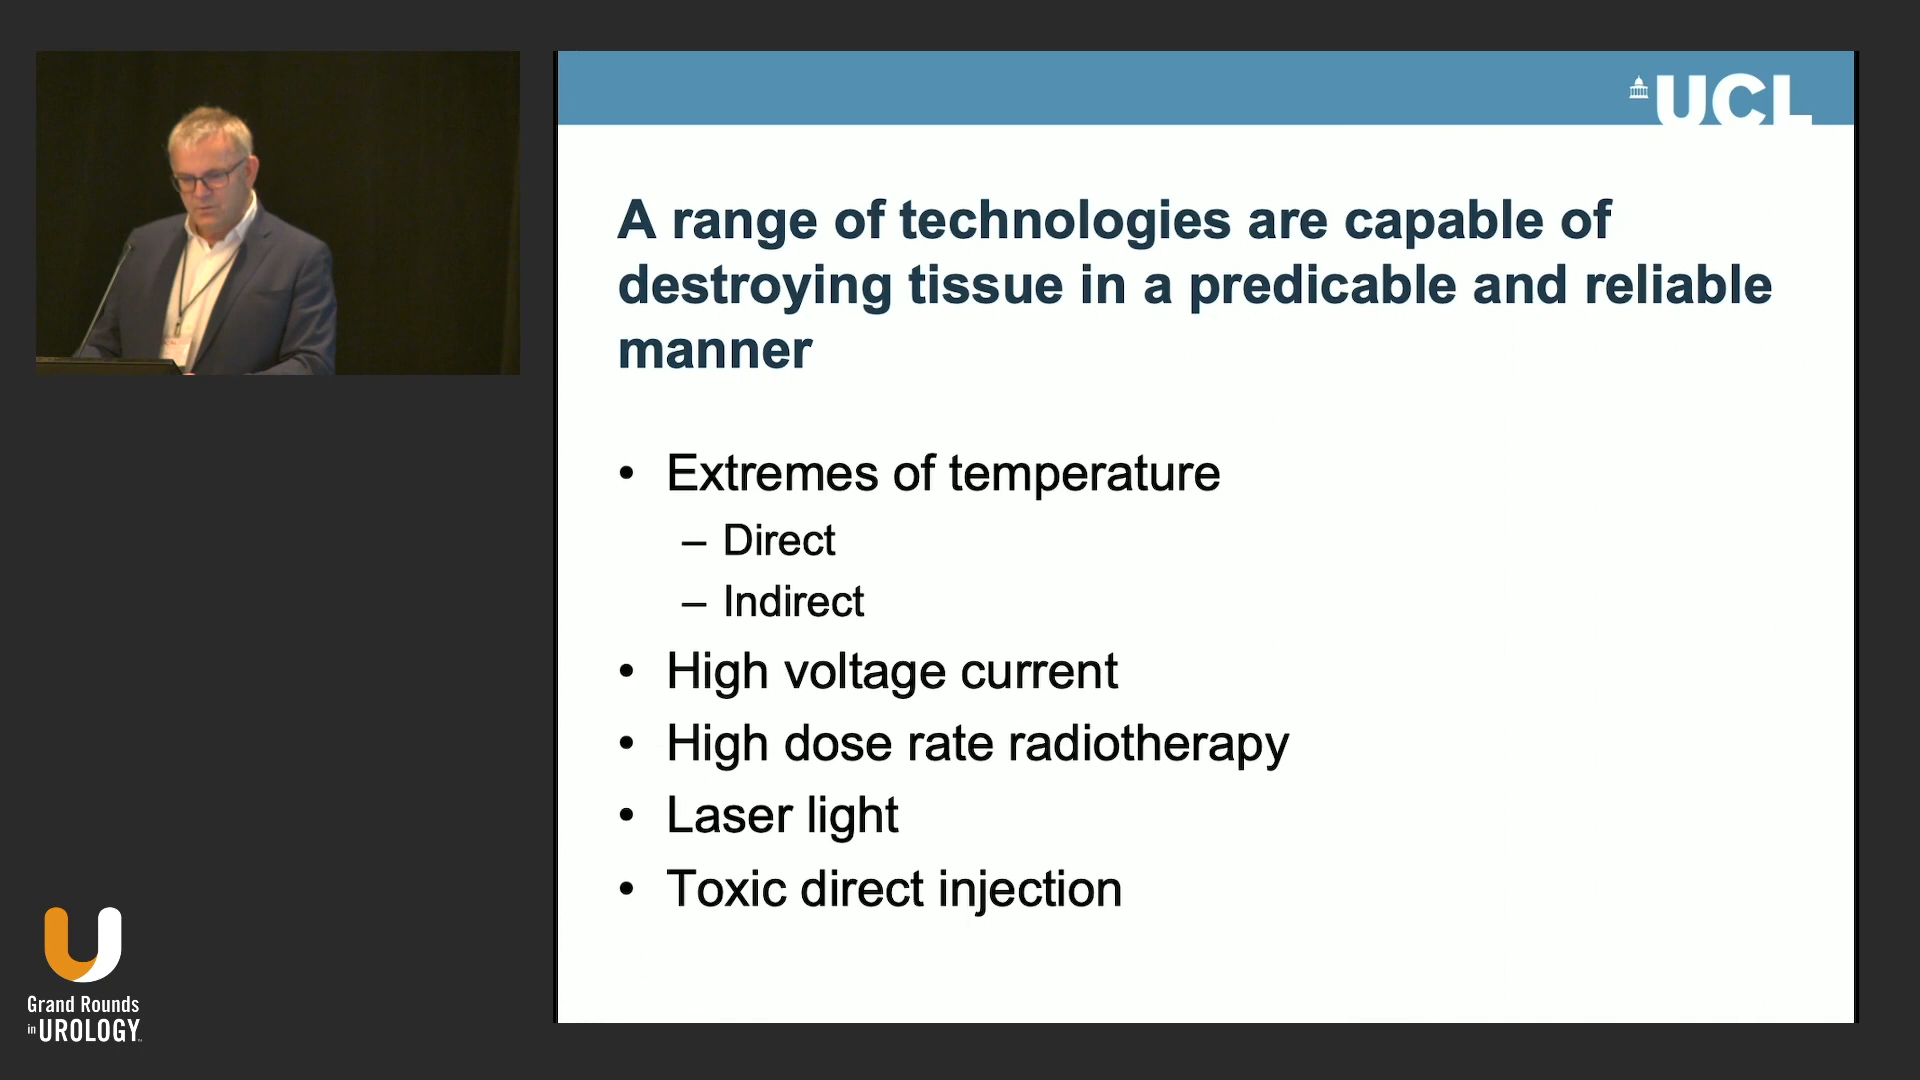 UCL
A range of technologies are capable of
destroying tissue in a predicable and reliable
manner
• Extremes of temperature
– Direct
– Indirect
• High voltage current
• High dose rate radiotherapy
• Laser light
• Toxic direct injection
Grand Rounds
in UROLOGY